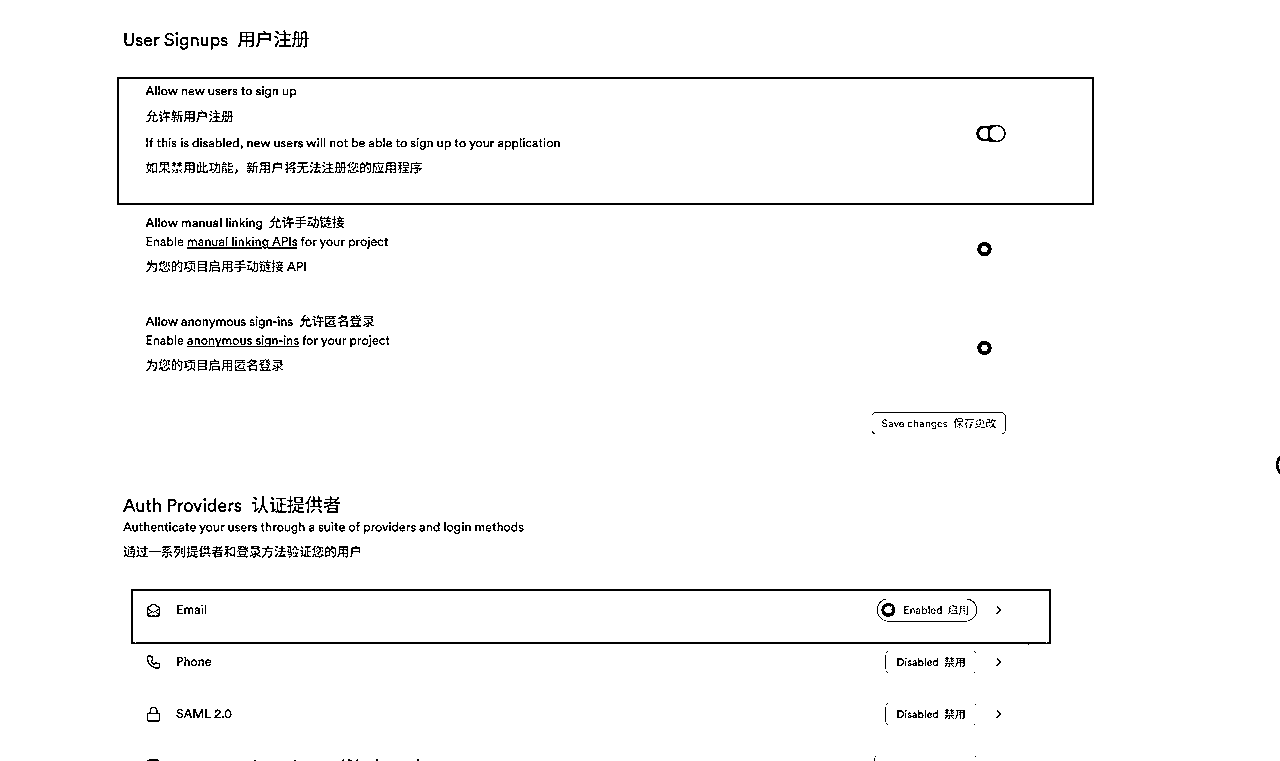 User Signups 用户注册
Allow new users to sign up
允许新用户注册
If this is disabled, new users will not be able to sign up to your application
如果禁用此功能，新用户将无法注册您的应用程序
Allow manual linking 允许手动链接
Enable manual linking APIs for your project
为您的项目启用手动链接 API
Allow anonymous sign-ins 允许匿名登录
Enable anonymous sign-ins for your project
为您的项目启用匿名登录
Save changes 保存更改
Auth Providers 认证提供者
Authenticate your users through a suite of providers and login methods
通过一系列提供者和登录方法验证您的用户
Email Enabled 启用
Phone Disabled 禁用
SAML 2.0 Disabled 禁用